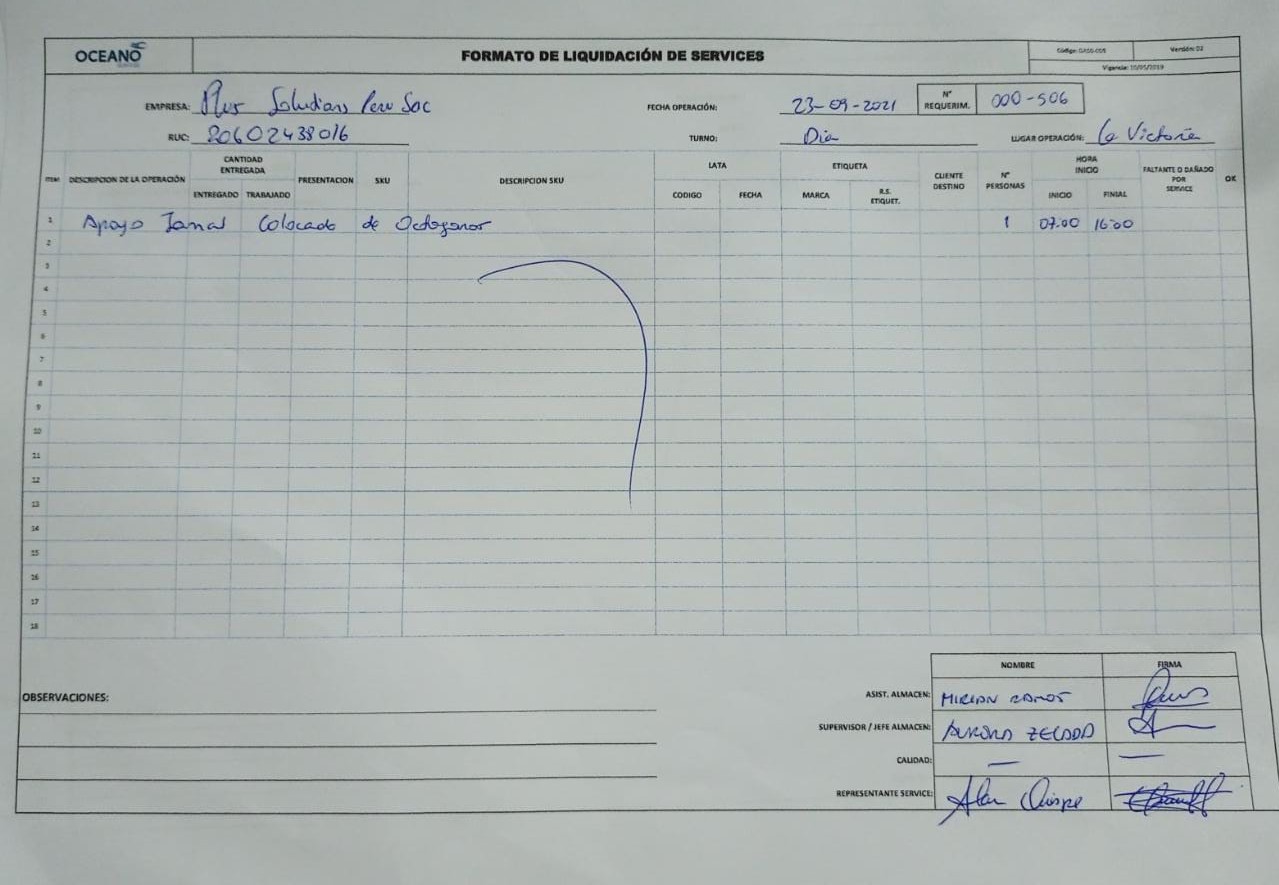 OCEANO
FORMATO DE LIQUIDACIÓN DE SERVICES
Versión: 02
EMPRESA: Plus Soludians Peru Sac
FECHA OPERACIÓN: 23-09-2021
N° REQUERIM. 000-506
RUC: 20602438016
TURNO: Dia
LUGAR OPERACIÓN: La Victoria
ITEM DESCRIPCION DE LA OPERACIÓN CANTIDAD ENTREGADA PRESENTACION SKU DESCRIPCION SKU LATA ETIQUETA CLIENTE DESTINO N° PERSONAS HORA INICIO FALTANTE O DAÑADO POR SERVICE OK
ENTREGADO TRABAJADO CODIGO FECHA MARCA R.S. ETIQUET. INICIO FINIAL
1 Apoyo Jornal Colocado de Octogonos 1 07:00 16:00
2
3
4
5
6
7
8
9
10
11
12
13
14
15
16
17
18
NOMBRE FIRMA
OBSERVACIONES:
ASIST. ALMACEN: MIRIAN RAMOS
SUPERVISOR / JEFE ALMACEN: AURORA ZELADA
CALIDAD: — —
REPRESENTANTE SERVICE: Alan Quispe